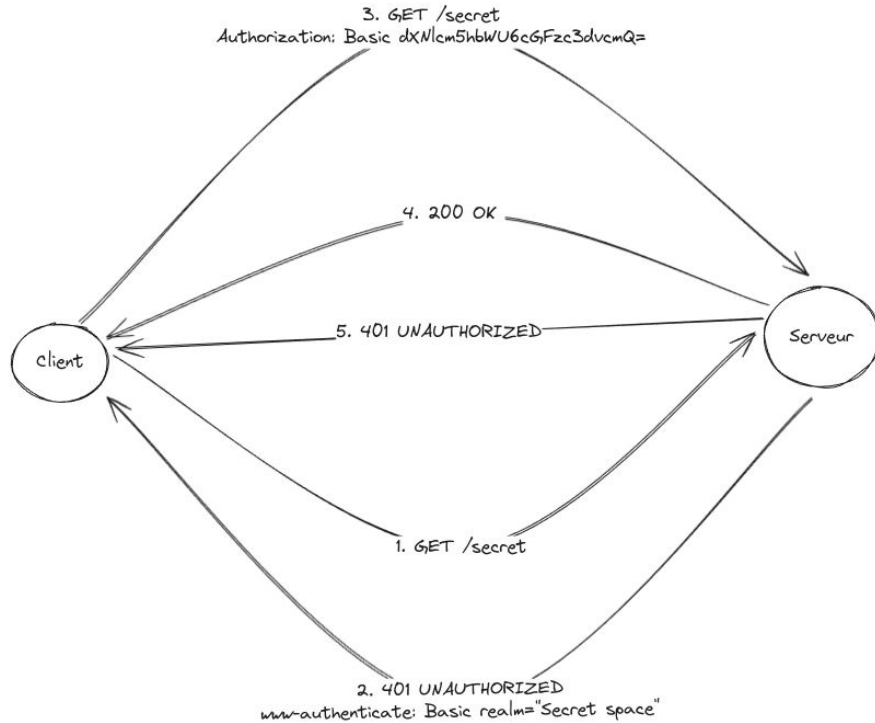 3. GET /secret
Authorization: Basic dXNlcm5hbWU6cGFzc3dvcmQ=
4. 200 OK
5. 401 UNAUTHORIZED
Client
Serveur
1. GET /secret
2. 401 UNAUTHORIZED
www-authenticate: Basic realm="Secret space"